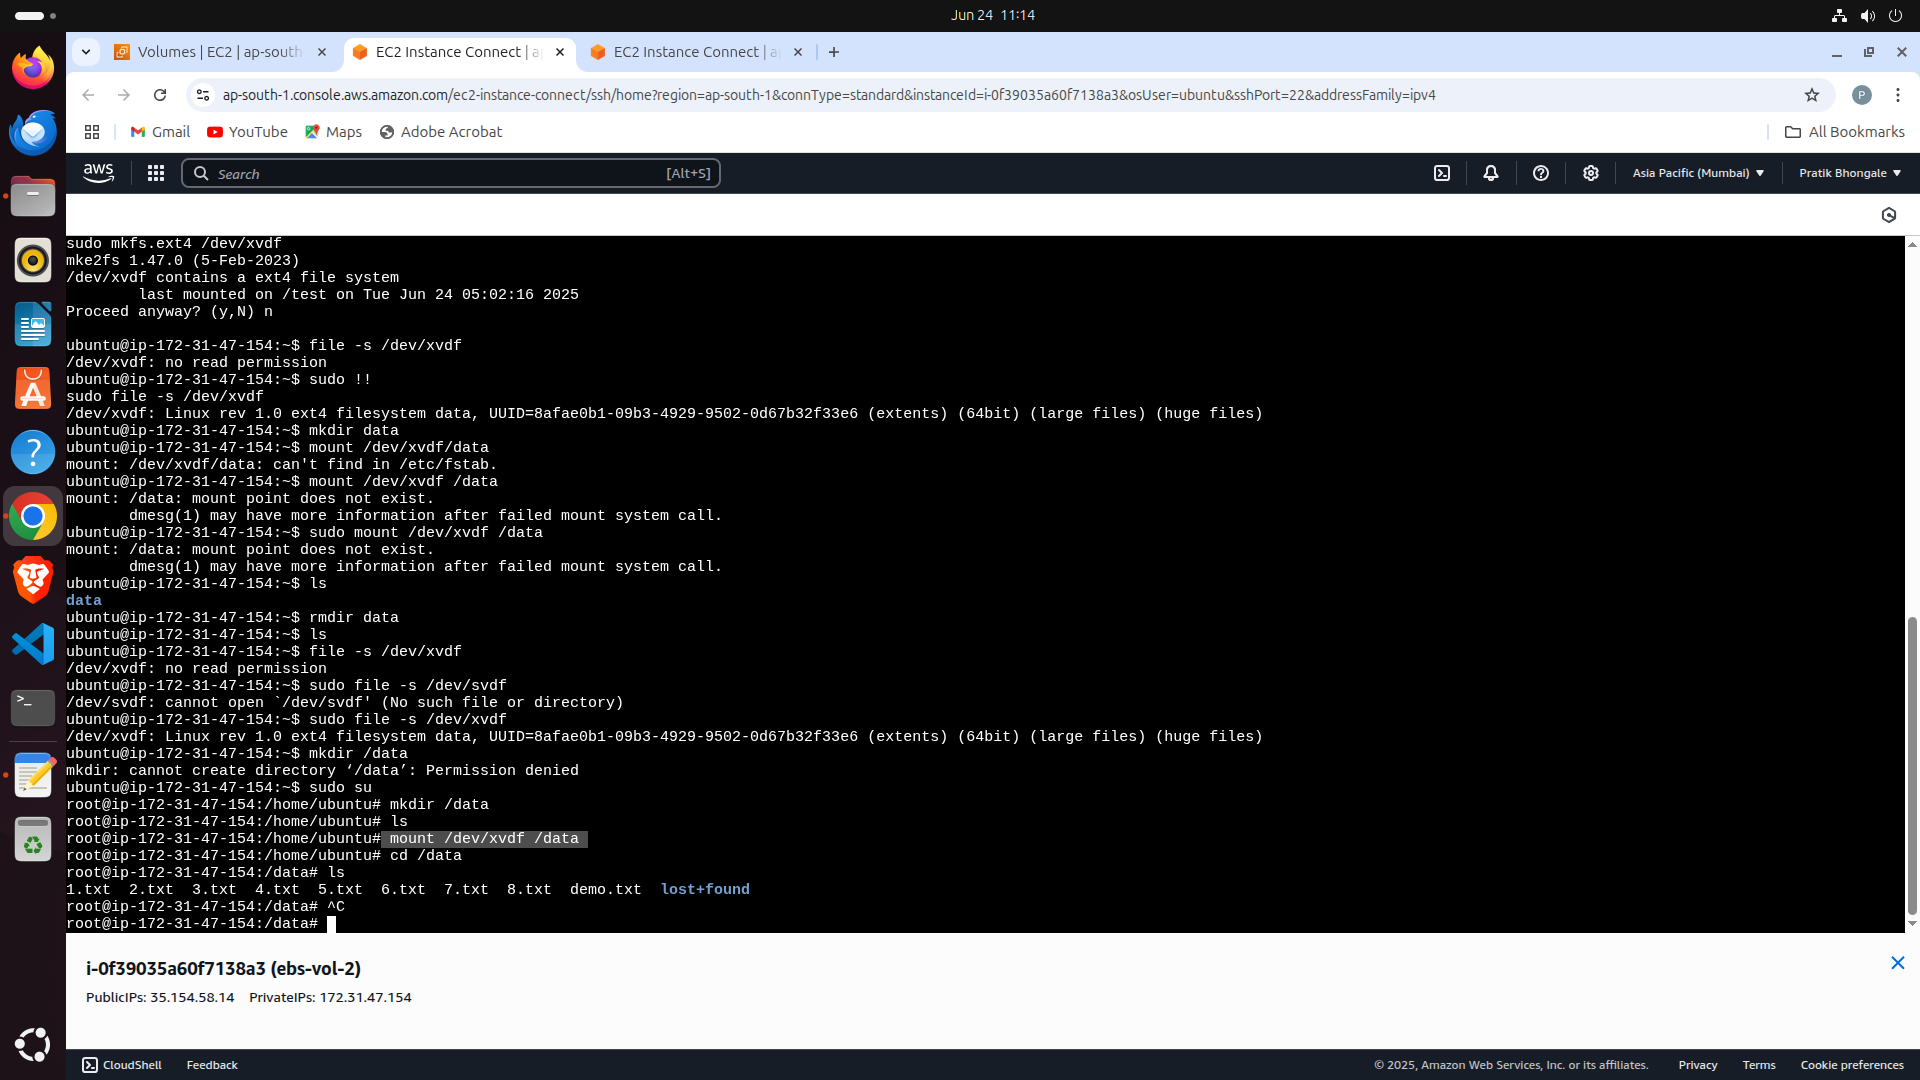 Jun 24 11:14
Volumes | EC2 | ap-south
EC2 Instance Connect | a
EC2 Instance Connect | a
ap-south-1.console.aws.amazon.com/ec2-instance-connect/ssh/home?region=ap-south-1&connType=standard&instanceId=i-0f39035a60f7138a3&osUser=ubuntu&sshPort=22&addressFamily=ipv4
P
Gmail
YouTube
Maps
Adobe Acrobat
All Bookmarks
aws
Search
[Alt+S]
Asia Pacific (Mumbai)
Pratik Bhongale
sudo mkfs.ext4 /dev/xvdf
mke2fs 1.47.0 (5-Feb-2023)
/dev/xvdf contains a ext4 file system
        last mounted on /test on Tue Jun 24 05:02:16 2025
Proceed anyway? (y,N) n
ubuntu@ip-172-31-47-154:~$ file -s /dev/xvdf
/dev/xvdf: no read permission
ubuntu@ip-172-31-47-154:~$ sudo !!
sudo file -s /dev/xvdf
/dev/xvdf: Linux rev 1.0 ext4 filesystem data, UUID=8afae0b1-09b3-4929-9502-0d67b32f33e6 (extents) (64bit) (large files) (huge files)
ubuntu@ip-172-31-47-154:~$ mkdir data
ubuntu@ip-172-31-47-154:~$ mount /dev/xvdf/data
mount: /dev/xvdf/data: can't find in /etc/fstab.
ubuntu@ip-172-31-47-154:~$ mount /dev/xvdf /data
mount: /data: mount point does not exist.
       dmesg(1) may have more information after failed mount system call.
ubuntu@ip-172-31-47-154:~$ sudo mount /dev/xvdf /data
mount: /data: mount point does not exist.
       dmesg(1) may have more information after failed mount system call.
ubuntu@ip-172-31-47-154:~$ ls
data
ubuntu@ip-172-31-47-154:~$ rmdir data
ubuntu@ip-172-31-47-154:~$ ls
ubuntu@ip-172-31-47-154:~$ file -s /dev/xvdf
/dev/xvdf: no read permission
ubuntu@ip-172-31-47-154:~$ sudo file -s /dev/svdf
/dev/svdf: cannot open `/dev/svdf' (No such file or directory)
ubuntu@ip-172-31-47-154:~$ sudo file -s /dev/xvdf
/dev/xvdf: Linux rev 1.0 ext4 filesystem data, UUID=8afae0b1-09b3-4929-9502-0d67b32f33e6 (extents) (64bit) (large files) (huge files)
ubuntu@ip-172-31-47-154:~$ mkdir /data
mkdir: cannot create directory ‘/data’: Permission denied
ubuntu@ip-172-31-47-154:~$ sudo su
root@ip-172-31-47-154:/home/ubuntu# mkdir /data
root@ip-172-31-47-154:/home/ubuntu# ls
root@ip-172-31-47-154:/home/ubuntu# mount /dev/xvdf /data
root@ip-172-31-47-154:/home/ubuntu# cd /data
root@ip-172-31-47-154:/data# ls
1.txt  2.txt  3.txt  4.txt  5.txt  6.txt  7.txt  8.txt  demo.txt  lost+found
root@ip-172-31-47-154:/data# ^C
root@ip-172-31-47-154:/data#
i-0f39035a60f7138a3 (ebs-vol-2)
PublicIPs: 35.154.58.14 PrivateIPs: 172.31.47.154
CloudShell
Feedback
© 2025, Amazon Web Services, Inc. or its affiliates.
Privacy
Terms
Cookie preferences